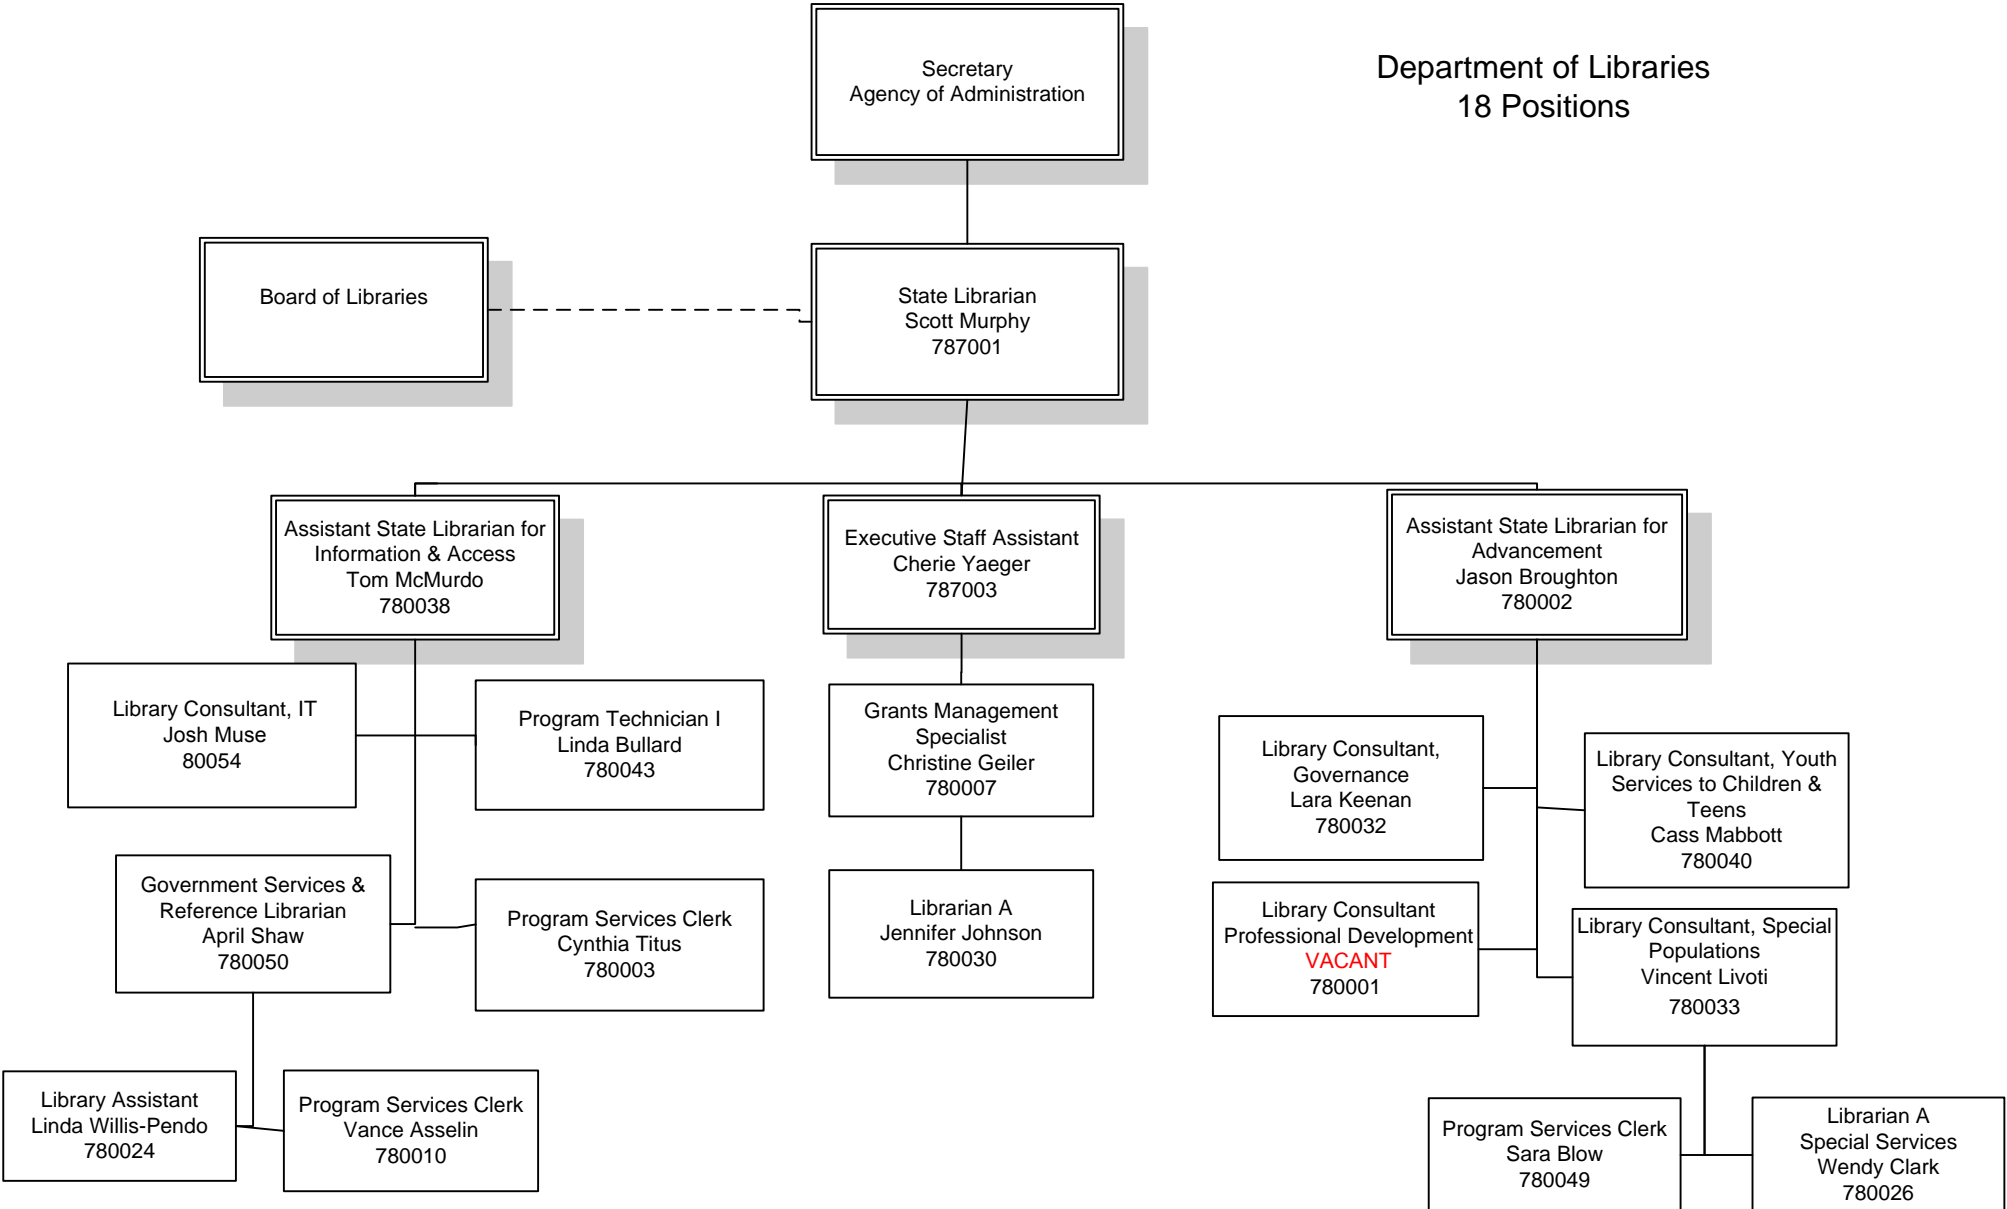 Secretary
Agency of Administration
Department of Libraries
18 Positions
Board of Libraries
State Librarian
Scott Murphy
787001
Assistant State Librarian for
Information & Access
Tom McMurdo
780038
Executive Staff Assistant
Cherie Yaeger
787003
Assistant State Librarian for
Advancement
Jason Broughton
780002
Library Consultant, IT
Josh Muse
80054
Program Technician I
Linda Bullard
780043
Grants Management
Specialist
Christine Geiler
780007
Library Consultant,
Governance
Lara Keenan
780032
Library Consultant, Youth
Services to Children &
Teens
Cass Mabbott
780040
Government Services &
Reference Librarian
April Shaw
780050
Program Services Clerk
Cynthia Titus
780003
Librarian A
Jennifer Johnson
780030
Library Consultant
Professional Development
VACANT
780001
Library Consultant, Special
Populations
Vincent Livoti
780033
Library Assistant
Linda Willis-Pendo
780024
Program Services Clerk
Vance Asselin
780010
Program Services Clerk
Sara Blow
780049
Librarian A
Special Services
Wendy Clark
780026